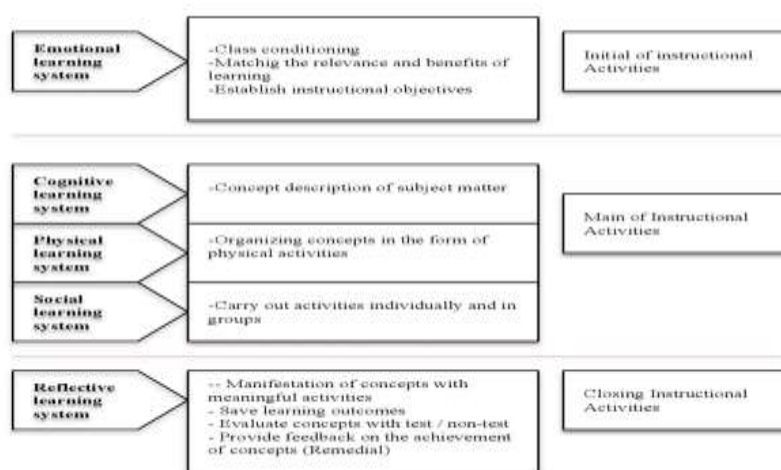 Emotional
learning
system
-Class conditioning
-Matchig the relevance and benefits of
learning
-Establish instructional objectives
Initial of instructional
Activities
Cognitive
learning
system
-Concept description of subject matter
Physical
learning
system
-Organizing concepts in the form of
physical activities
Social
learning
system
-Carry out activities individually and in
groups
Main of Instructional
Activities
Reflective
learning
system
-- Manifestation of concepts with
meaningful activities
- Save learning outcomes
- Evaluate concepts with test / non-test
- Provide feedback on the achievement
of concepts (Remedial)
Closing Instructional
Activities